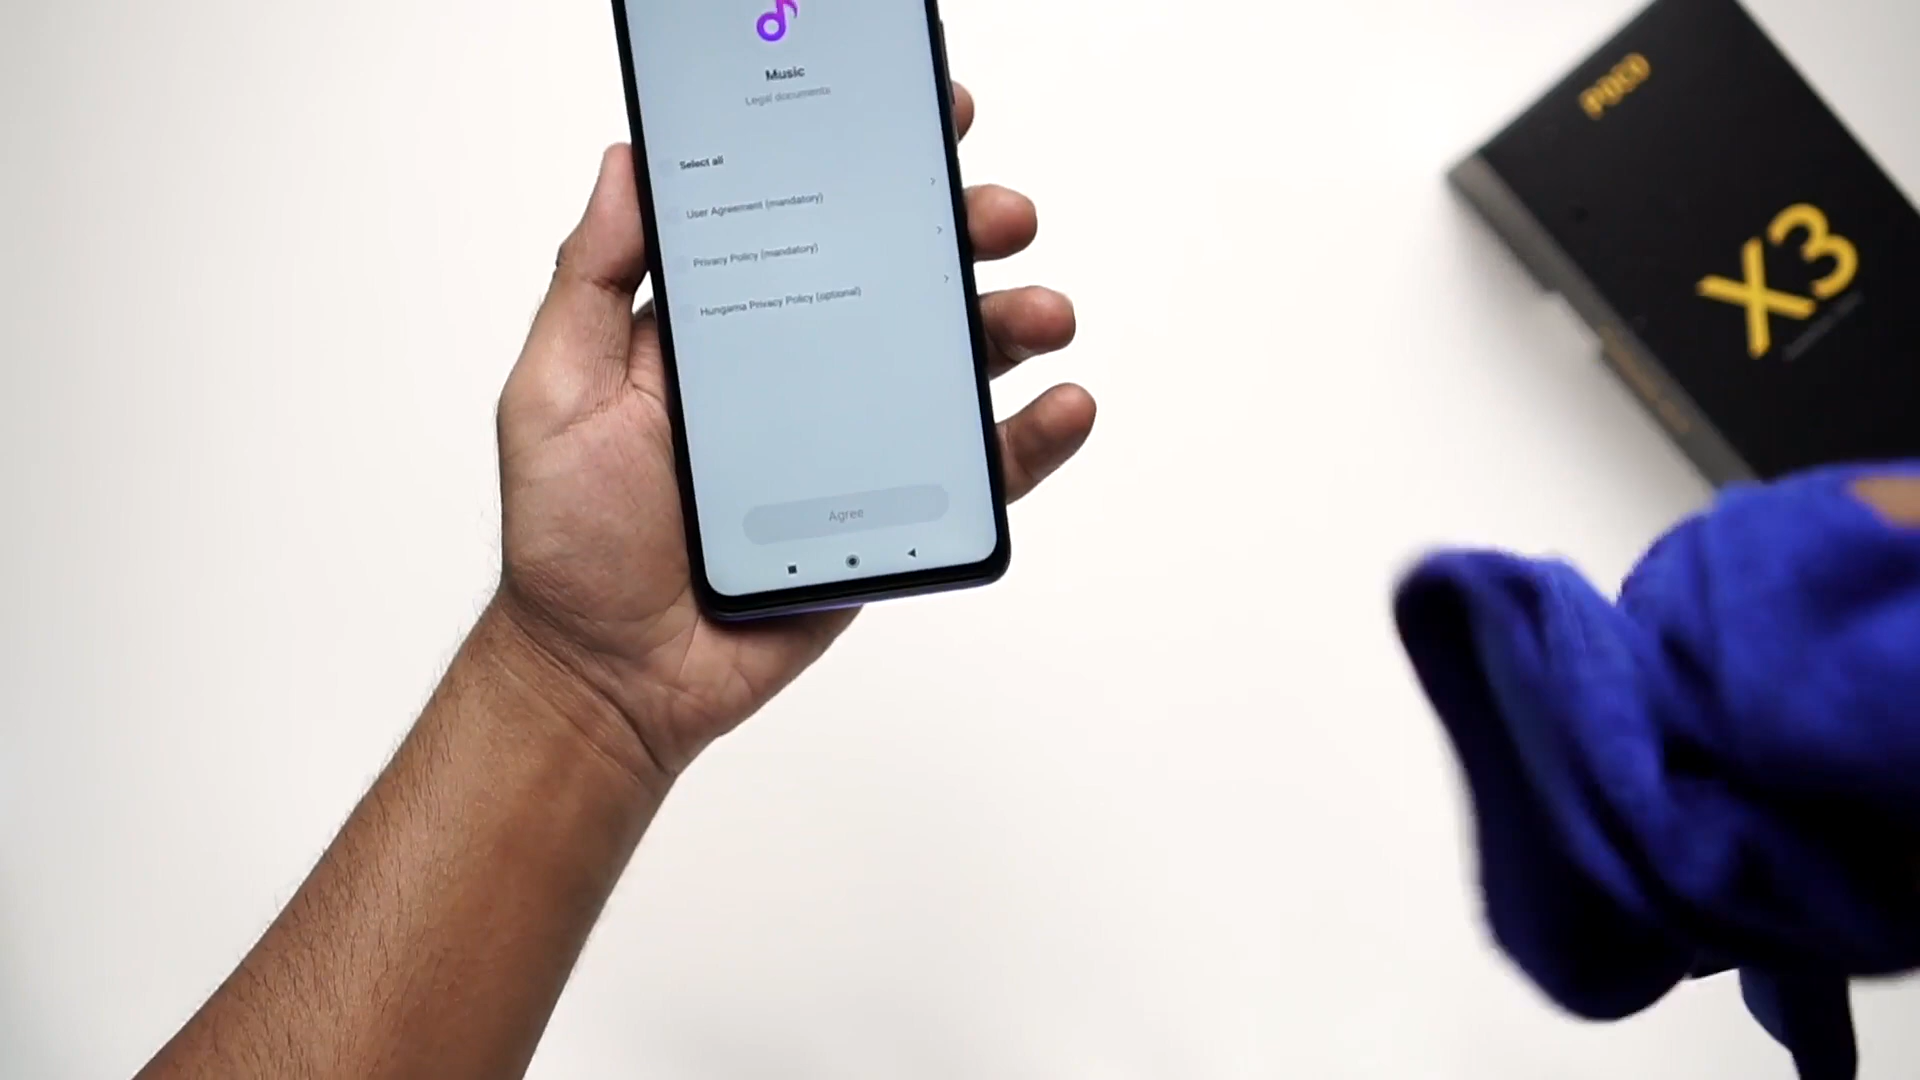 Music
Legal documents
Select all
User Agreement (mandatory)
Privacy Policy (mandatory)
Hungama Privacy Policy (optional)
Agree
POCO
X3